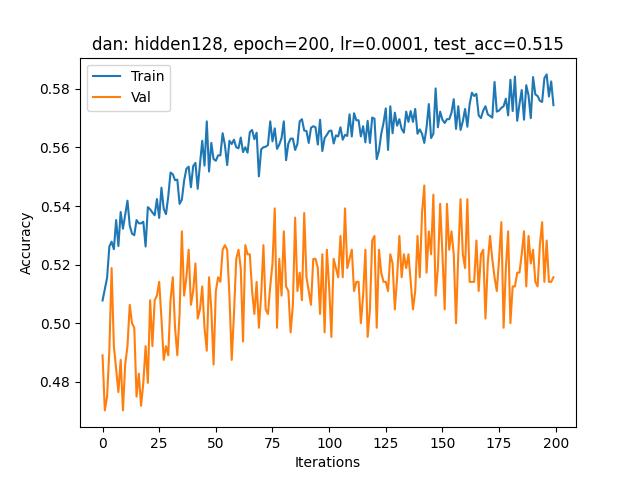 dan: hidden128, epoch=200, lr=0.0001, test_acc=0.515
Train
Val
0.58
0.56
0.54
0.52
0.50
0.48
Accuracy
0 25 50 75 100 125 150 175 200
Iterations